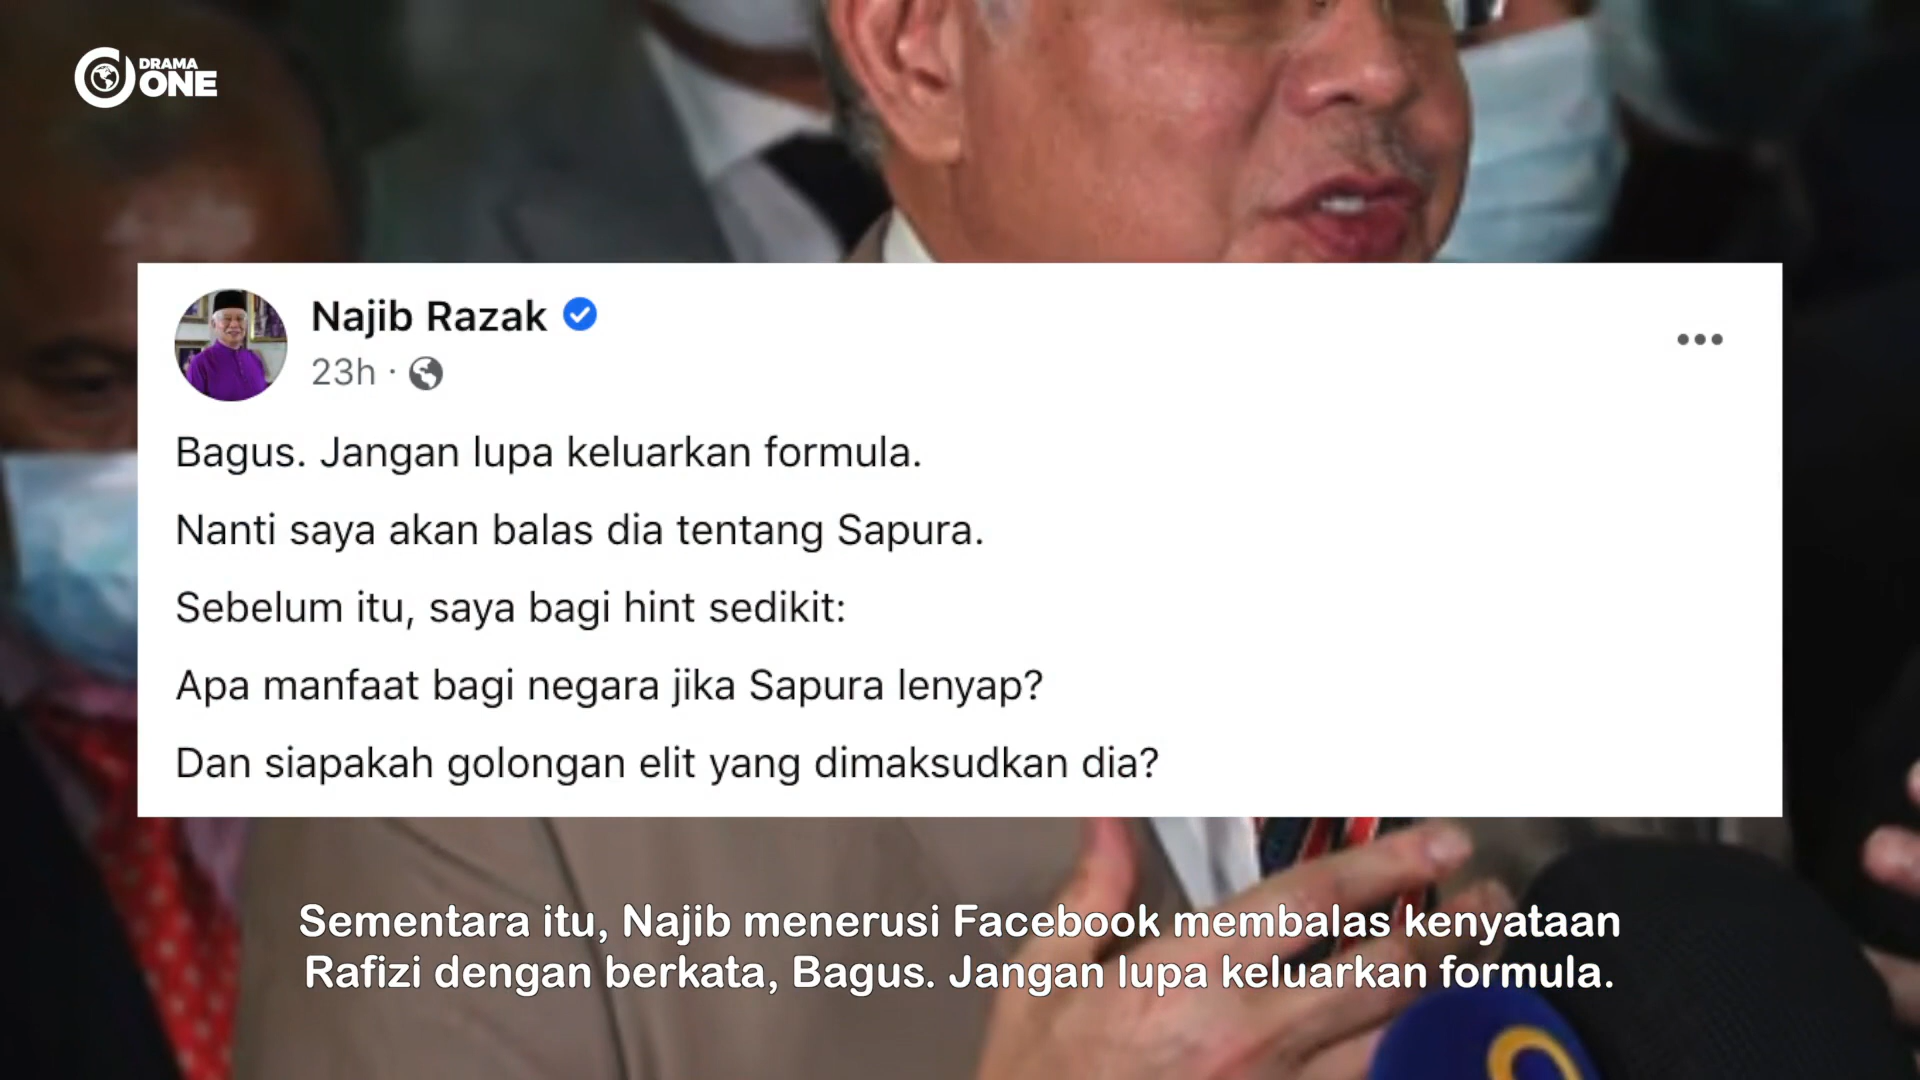 DRAMA
ONE
Najib Razak
23h ·
Bagus. Jangan lupa keluarkan formula.
Nanti saya akan balas dia tentang Sapura.
Sebelum itu, saya bagi hint sedikit:
Apa manfaat bagi negara jika Sapura lenyap?
Dan siapakah golongan elit yang dimaksudkan dia?
Sementara itu, Najib menerusi Facebook membalas kenyataan
Rafizi dengan berkata, Bagus. Jangan lupa keluarkan formula.